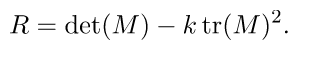 R = det(M) − k tr(M)².